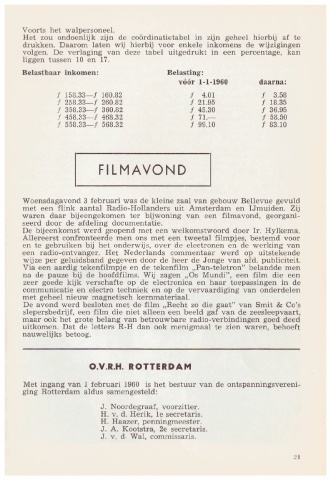 Voorts het walpersoneel.
Het zou ondoenlijk zijn de coördinatietabel in zijn geheel hierbij af te
drukken. Daarom laten wij hierbij voor enkele inkomens de wijzigingen
volgen. De verlaging van deze tabel uitgedrukt in een percentage, kan
liggen tussen 10 en 17.
Belastbaar inkomen: Belasting:
vóór 1-1-1960 daarna:
f 158.33—f 160.82 f 4.01 f 3.58
f 258.33—f 260.82 f 21.95 f 18.35
f 358.33—f 360.82 f 45.30 f 36.95
f 458.33—f 468.32 f 71.— f 58.50
f 558.33—f 568.32 f 99.10 f 83.10
FILMAVOND
Woensdagavond 3 februari was de kleine zaal van gebouw Bellevue gevuld
met een flink aantal Radio-Hollanders uit Amsterdam en IJmuiden. Zij
waren daar bijeengekomen ter bijwoning van een filmavond, georgani-
seerd door de afdeling documentatie.
De bijeenkomst werd geopend met een welkomstwoord door Ir. Hylkema.
Allereerst confronteerde men ons met een tweetal filmpjes, bestemd voor
en te gebruiken bij het onderwijs, over de electronen en de werking van
een radio-ontvanger. Het Nederlands commentaar werd op uitstekende
wijze per geluidsband gegeven door de heer de Jonge van afd. publiciteit.
Via een aardig tekenfilmpje en de tekenfilm „Pan-teletron" belandde men
na de pauze bij de hoofdfilms. Wij zagen „Os Mundi", een film die een
zeer goede kijk verschafte op de electronica en haar toepassingen in de
communicatie en electro techniek en op de vervaardiging van onderdelen
met geheel nieuw magnetisch kernmateriaal.
De avond werd besloten met de film „Recht zo die gaat" van Smit & Co's
slepersbedrijf, een film die niet alleen een beeld gaf van de zeesleepvaart,
maar ook het grote belang van betrouwbare radio-verbindingen goed deed
uitkomen. Dat de letters R-H dan ook menigmaal te zien waren, behoeft
nauwelijks betoog.
O.V.R.H. ROTTERDAM
Met ingang van 1 februari 1960 is het bestuur van de ontspanningsvereni-
ging Rotterdam aldus samengesteld:
J. Noordegraaf, voorzitter.
H. v. d. Herik, 1e secretaris.
H. Haazer, penningmeester.
J. A. Kootstra, 2e secretaris.
J. v. d. Wal, commissaris.
21